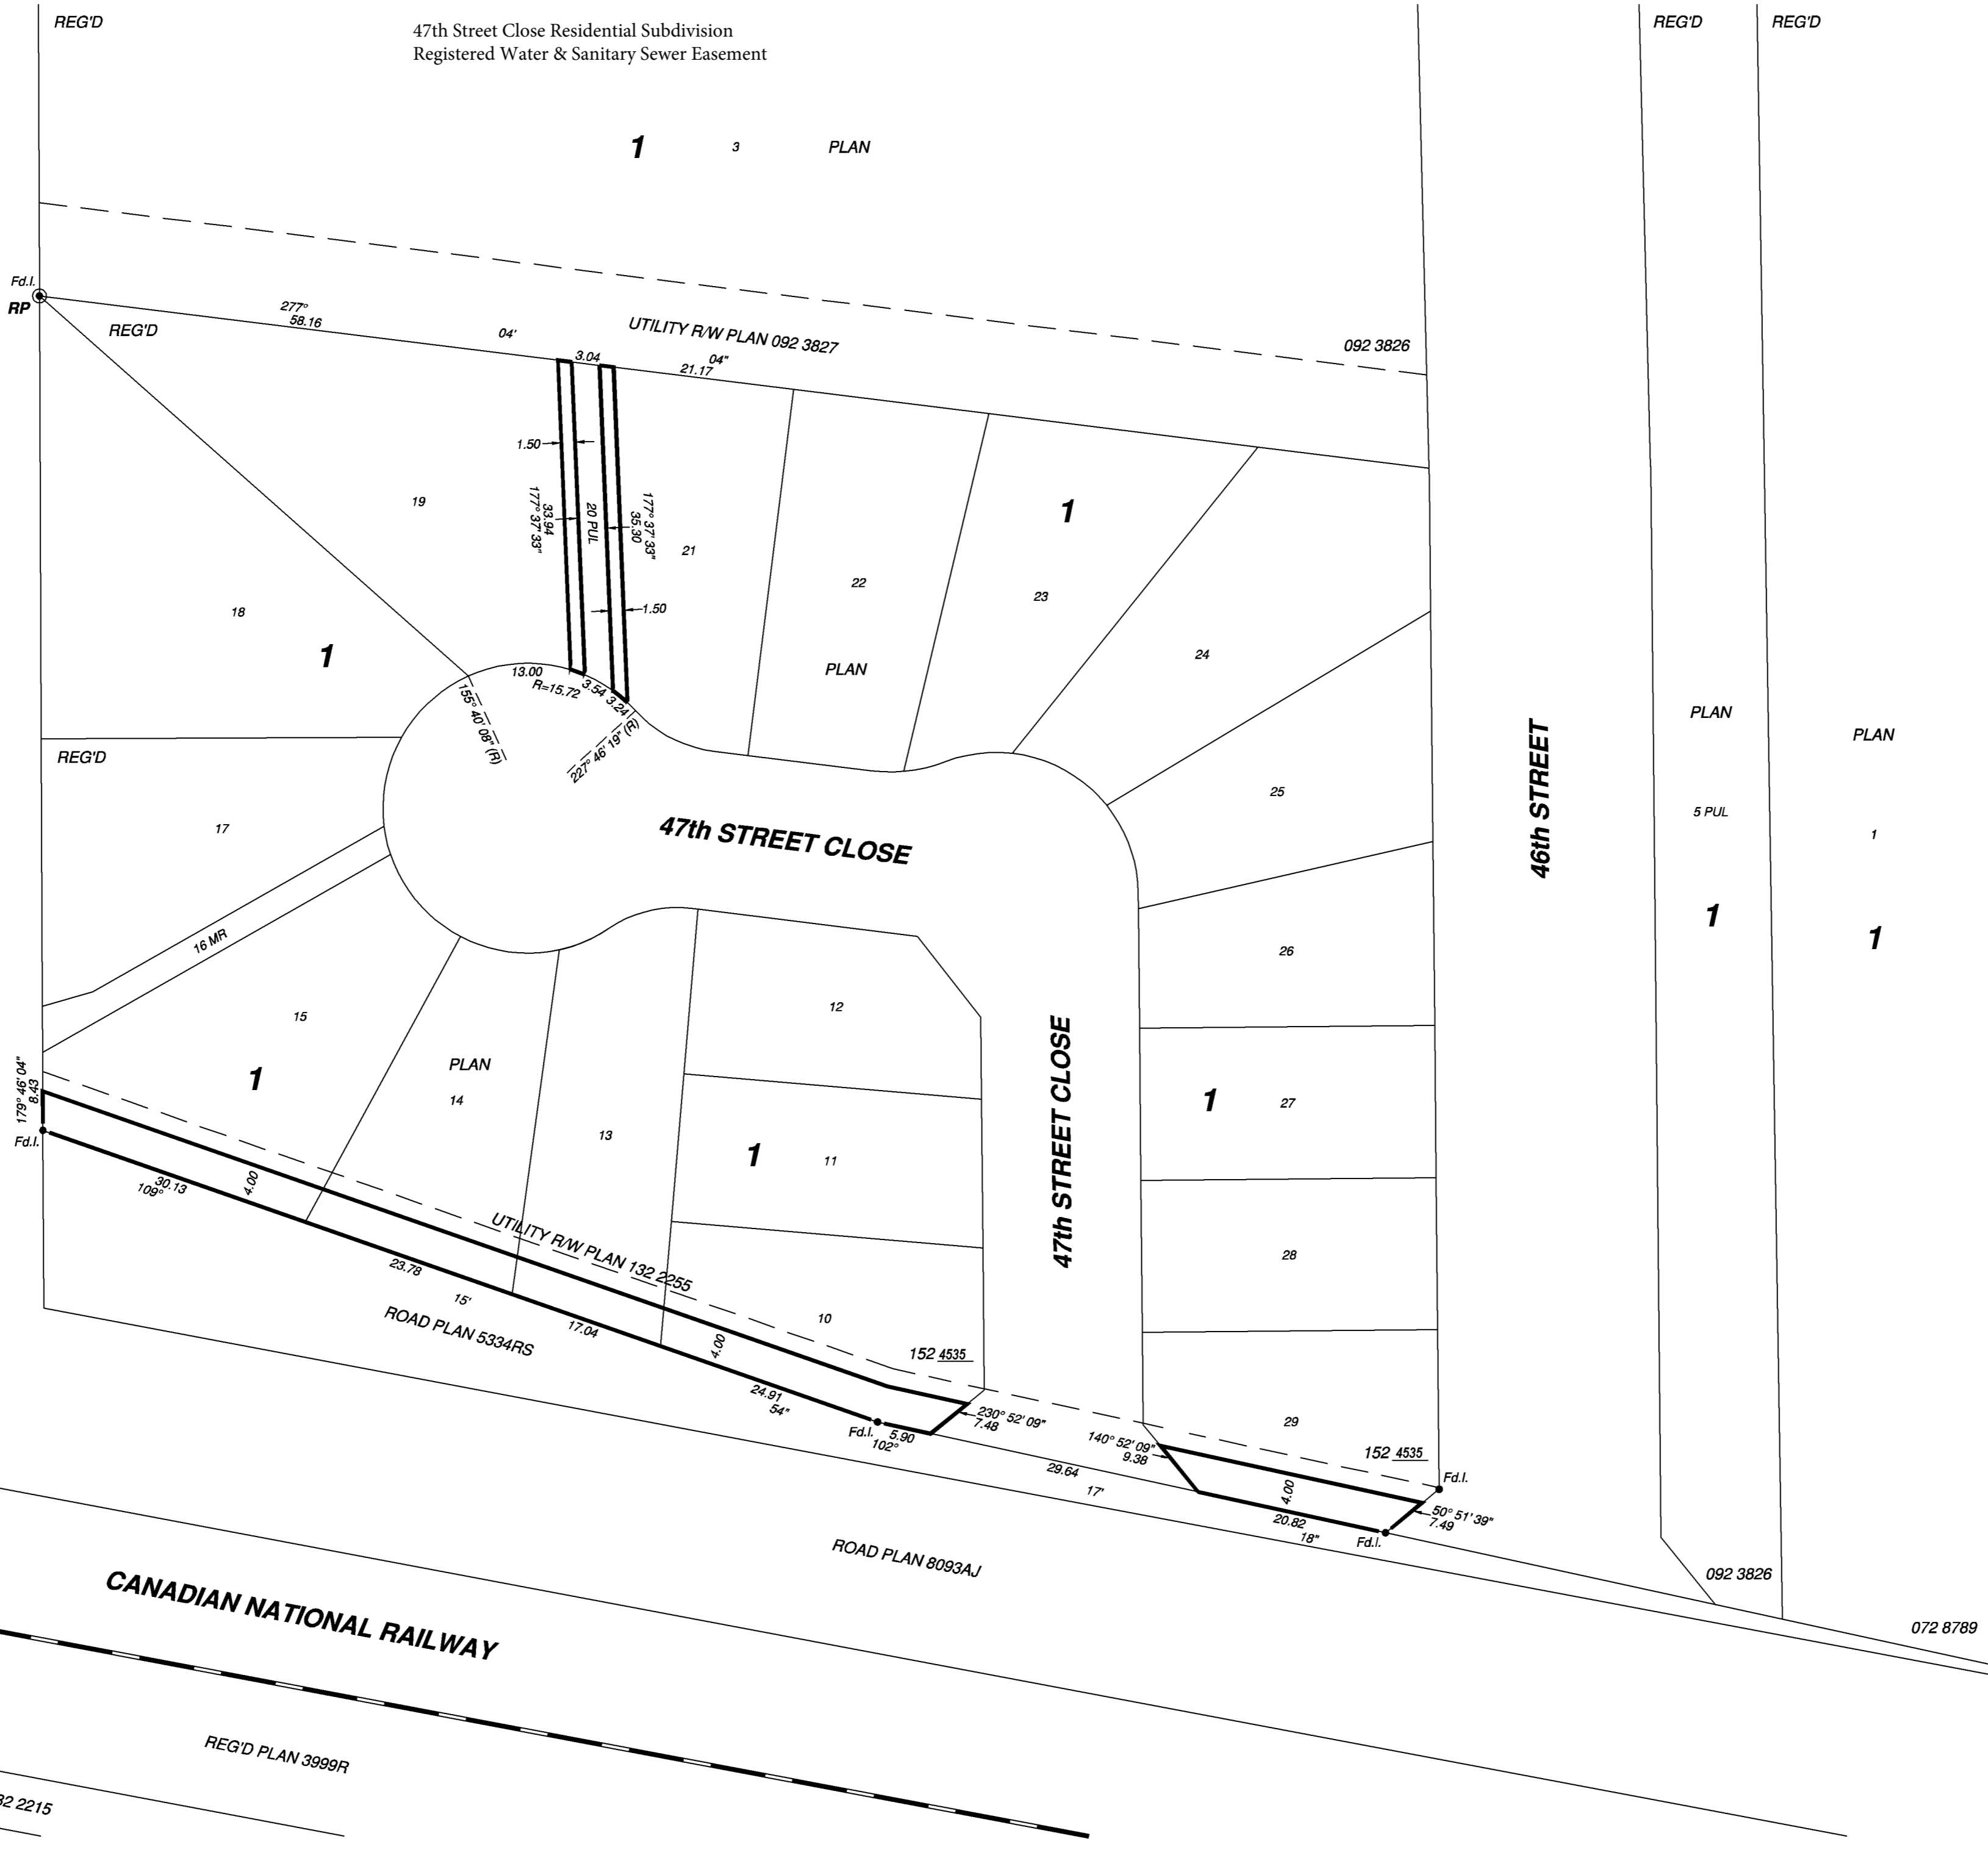 REG'D
47th Street Close Residential Subdivision
Registered Water & Sanitary Sewer Easement
REG'D
REG'D
1
3
PLAN
Fd.I.
RP
277°
58.16
04'
REG'D
UTILITY R/W PLAN 092 3827
092 3826
3.04
04"
21.17
1.50
19
177° 37' 33"
33.94
20 PUL
177° 37' 33"
35.30
21
1
22
23
18
1.50
1
24
PLAN
13.00
R=15.72
3.54
3.24
155° 40' 08" (R)
227° 46' 19" (R)
PLAN
PLAN
REG'D
46th STREET
25
5 PUL
17
1
47th STREET CLOSE
1
1
16 MR
26
12
15
47th STREET CLOSE
PLAN
1
14
1
27
179° 46' 04"
8.43
Fd.I.
13
1
11
30.13
109°
4.00
UTILITY R/W PLAN 132 2255
28
23.78
15'
ROAD PLAN 5334RS
17.04
10
4.00
152 4535
24.91
54"
230° 52' 09"
7.48
29
Fd.I.
5.90
102°
140° 52' 09"
9.38
152 4535
29.64
17'
Fd.I.
4.00
20.82
18"
50° 51' 39"
7.49
Fd.I.
ROAD PLAN 8093AJ
092 3826
CANADIAN NATIONAL RAILWAY
072 8789
REG'D PLAN 3999R
32 2215